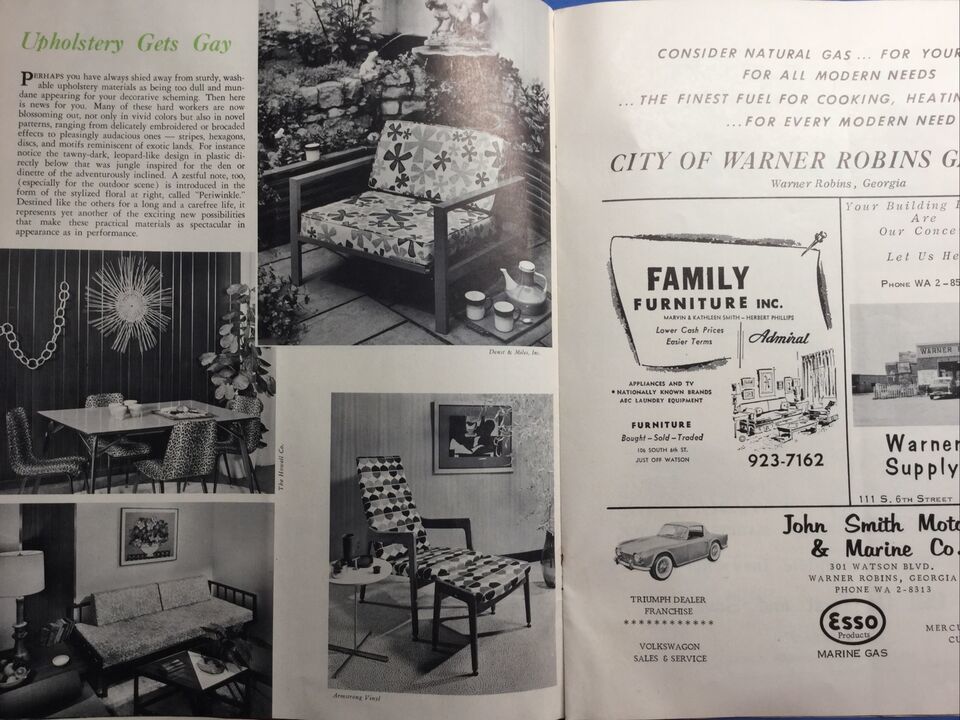 Upholstery Gets Gay
PERHAPS you have always shied away from sturdy, wash-
able upholstery materials as being too dull and mun-
dane appearing for your decorative scheming. Then here
is news for you. Many of these hard workers are now
blossoming out, not only in vivid colors but also in novel
patterns, ranging from delicately embroidered or brocaded
effects to pleasingly audacious ones — stripes, hexagons,
discs, and motifs reminiscent of exotic lands. For instance
notice the tawny-dark, leopard-like design in plastic di-
rectly below that was jungle inspired for the den or
dinette of the adventurously inclined. A zestful note, too,
(especially for the outdoor scene) is introduced in the
form of the stylized floral at right, called "Periwinkle."
Destined like the others for a long and a carefree life, it
represents yet another of the exciting new possibilities
that make these practical materials as spectacular in
appearance as in performance.
Danst & Miles, Inc.
The Howell Co.
Armstrong Vinyl
CONSIDER NATURAL GAS ... FOR YOUR
FOR ALL MODERN NEEDS
... THE FINEST FUEL FOR COOKING, HEATIN
... FOR EVERY MODERN NEED
CITY OF WARNER ROBINS GA
Warner Robins, Georgia
FAMILY
FURNITURE INC.
MARVIN & KATHLEEN SMITH – HERBERT PHILLIPS
Lower Cash Prices
Easier Terms
Admiral
APPLIANCES AND TV
• NATIONALLY KNOWN BRANDS
AEC LAUNDRY EQUIPMENT
FURNITURE
Bought – Sold – Traded
106 SOUTH 6th ST.
JUST OFF WATSON
923-7162
Your Building
Are
Our Conce
Let Us He
PHONE WA 2-85
WARNER
Warner
Supply
111 S. 6TH STREET
John Smith Moto
& Marine Co.
301 WATSON BLVD.
WARNER ROBINS, GEORGIA
PHONE WA 2-8313
TRIUMPH DEALER
FRANCHISE
************
VOLKSWAGEN
SALES & SERVICE
Esso
Products
MARINE GAS
MERCU
CU